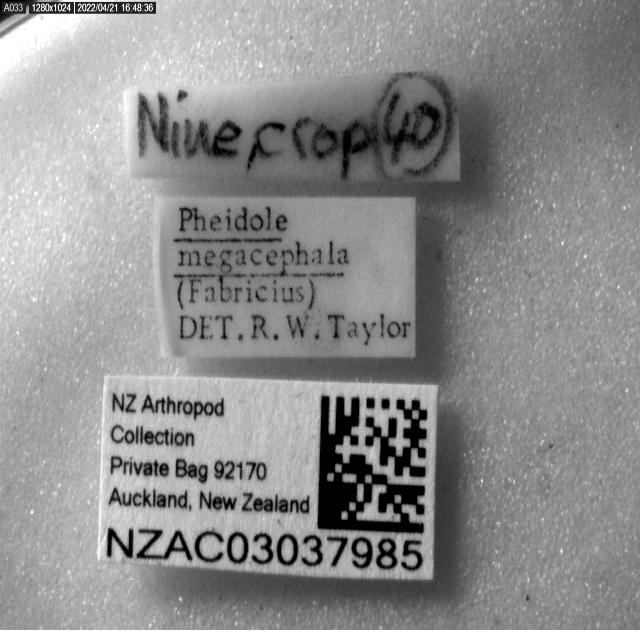 A033 1280x1024 2022/04/21 16:48:36
Niue, crop 40
Pheidole
megacephala
(Fabricius)
DET. R. W. Taylor
NZ Arthropod
Collection
Private Bag 92170
Auckland, New Zealand
NZAC03037985